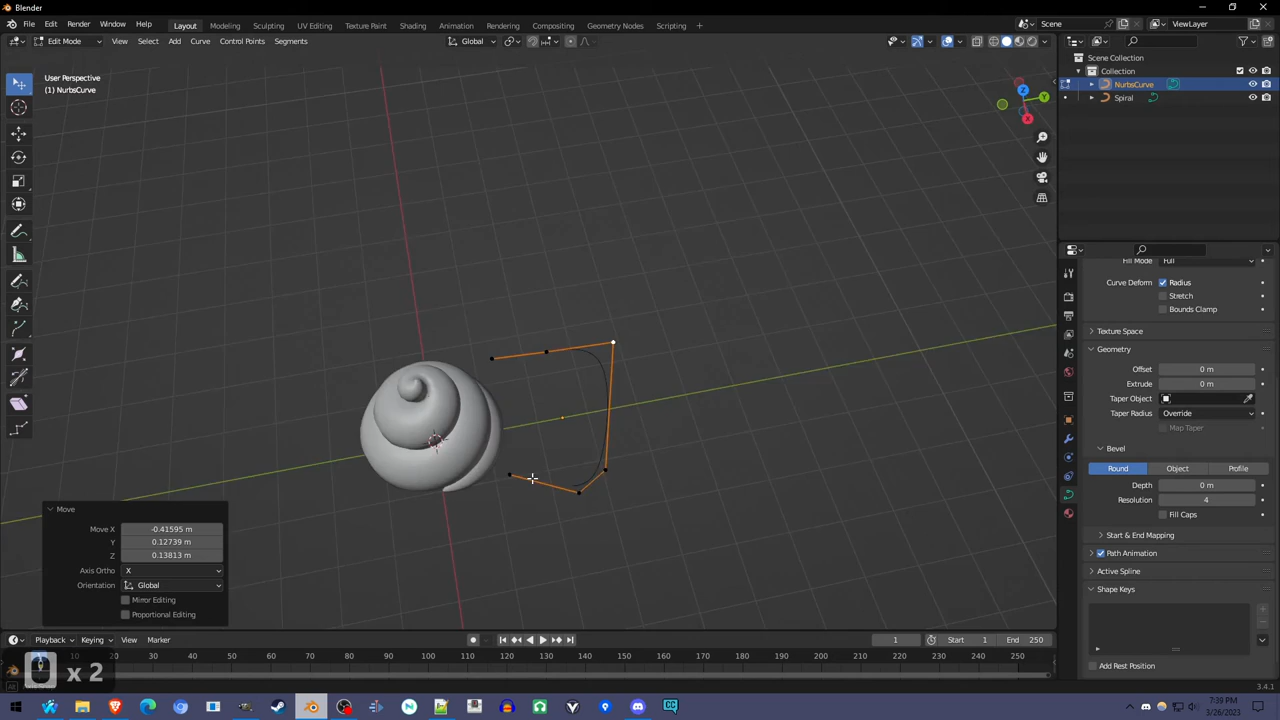 Blender
File Edit Render Window Help Layout Modeling Sculpting UV Editing Texture Paint Shading Animation Rendering Compositing Geometry Nodes Scripting + Scene ViewLayer
Edit Mode View Select Add Curve Control Points Segments Global
User Perspective
(1) NurbsCurve
Scene Collection
Collection
NurbsCurve
Spiral
Z
Y
X
Fill Mode Full
Curve Deform Radius
Stretch
Bounds Clamp
Texture Space
Geometry
Offset 0 m
Extrude 0 m
Taper Object
Taper Radius Override
Map Taper
Bevel
Round Object Profile
Depth 0 m
Resolution 4
Fill Caps
Start & End Mapping
Path Animation
Active Spline
Shape Keys
Add Rest Position
Move
Move X -0.41595 m
Y 0.12739 m
Z 0.13813 m
Axis Ortho X
Orientation Global
Mirror Editing
Proportional Editing
Playback Keying View Marker 1 Start 1 End 250
20 30 40 50 60 70 80 90 100 110 120 130 140 150 160 170 180 190 200 210 220 230 240 250
x 2
3.4.1
7:39 PM
3/26/2023